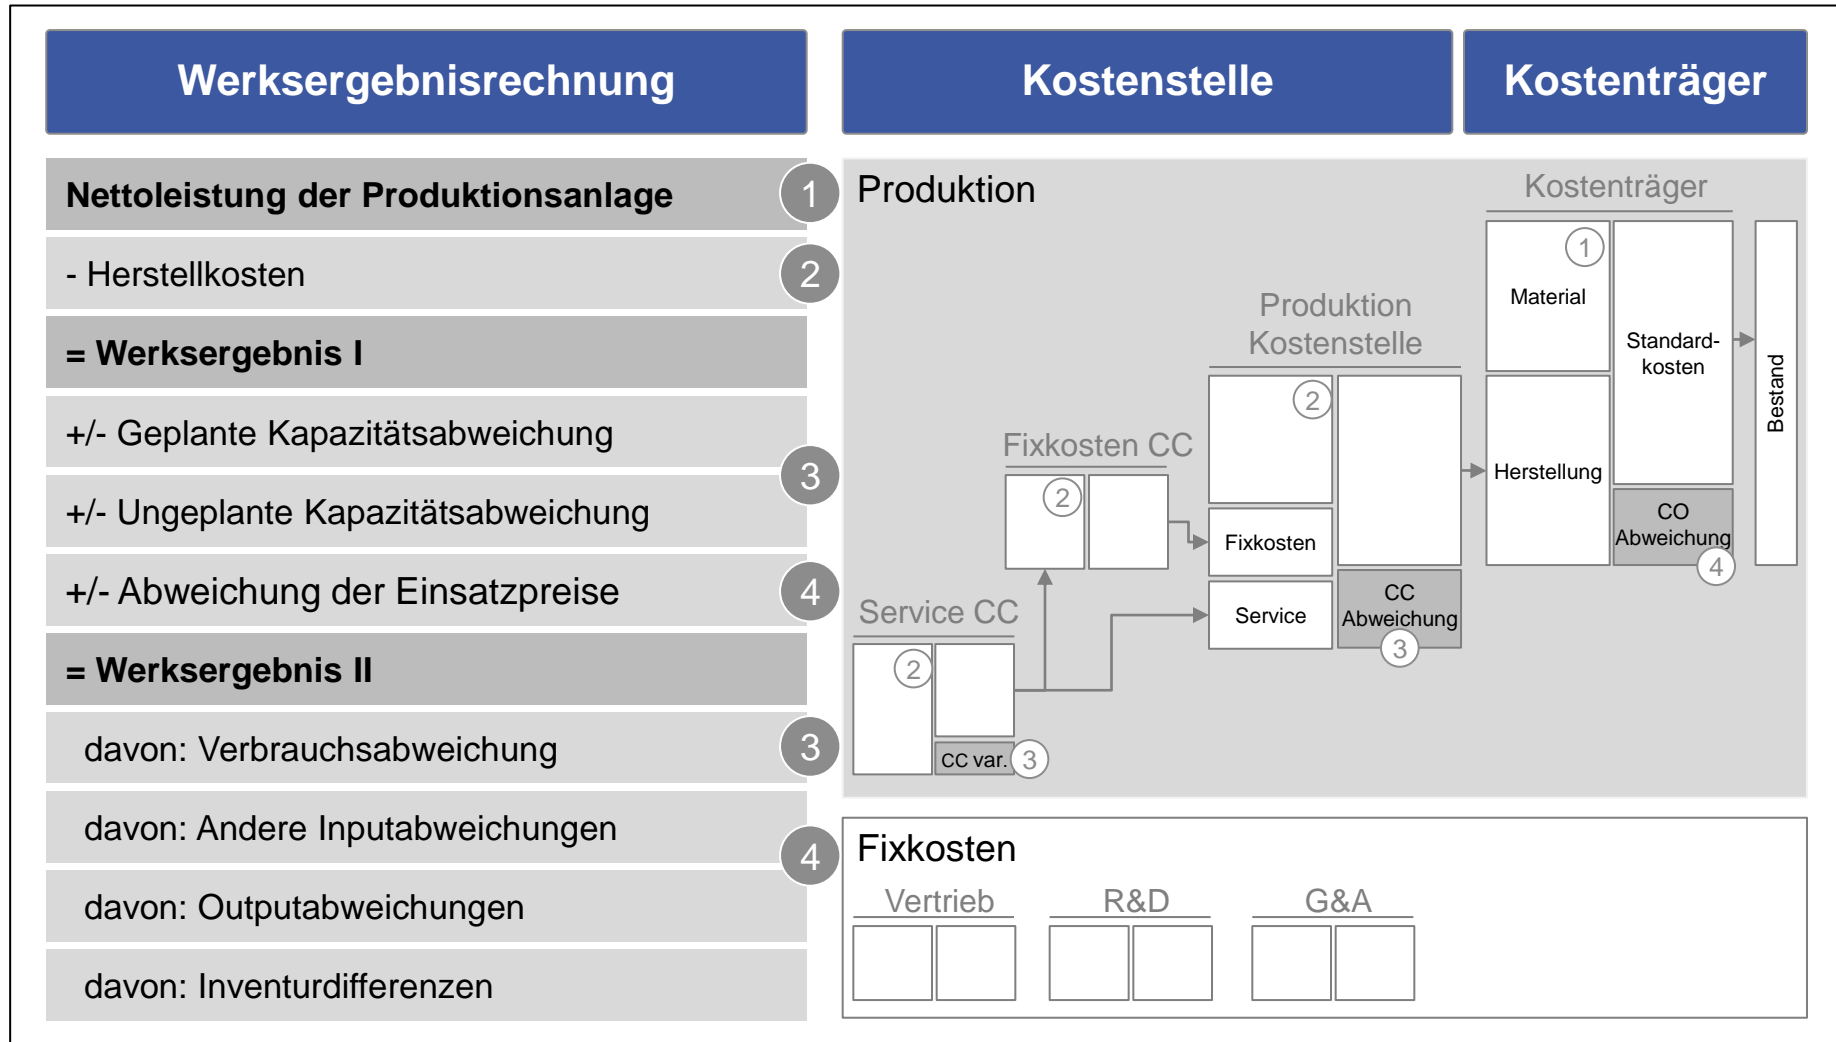 Werksergebnisrechnung
Kostenstelle
Kostenträger
Nettoleistung der Produktionsanlage
1
- Herstellkosten
2
= Werksergebnis I
+/- Geplante Kapazitätsabweichung
3
+/- Ungeplante Kapazitätsabweichung
+/- Abweichung der Einsatzpreise
4
= Werksergebnis II
davon: Verbrauchsabweichung
3
davon: Andere Inputabweichungen
4
davon: Outputabweichungen
davon: Inventurdifferenzen
Produktion
Service CC
2
CC var.
3
Fixkosten CC
2
Produktion
Kostenstelle
2
Fixkosten
Service
CC
Abweichung
3
Kostenträger
1
Material
Herstellung
Standard-
kosten
CO
Abweichung
4
Bestand
Fixkosten
Vertrieb
R&D
G&A